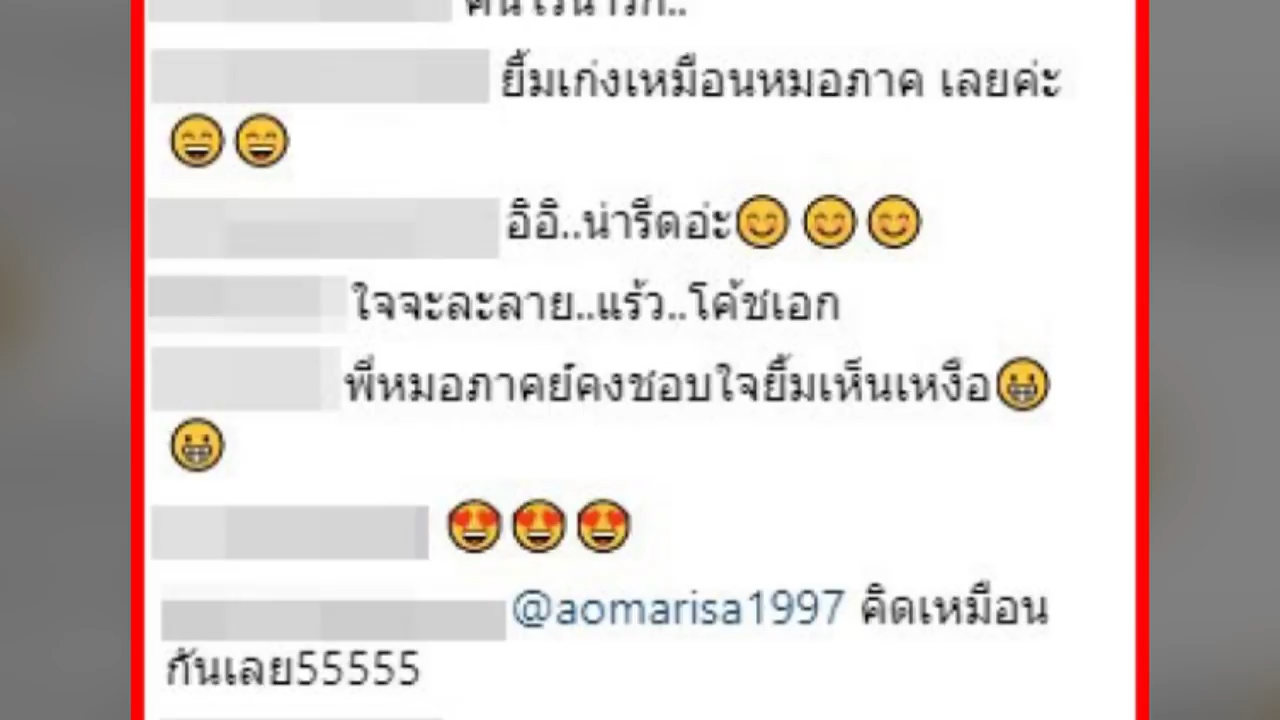 ยิ้มเก่งเหมือนหมอภาค เลยค่ะ
😄😄
อิอิ..น่ารีดอ่ะ😊😊😊
ใจจะละลาย..แร้ว..โค้ชเอก
พี่หมอภาคย์คงชอบใจยิ้มเห็นเหงือ😀
😀
😍😍😍
@aomarisa1997 คิดเหมือน
กันเลย55555